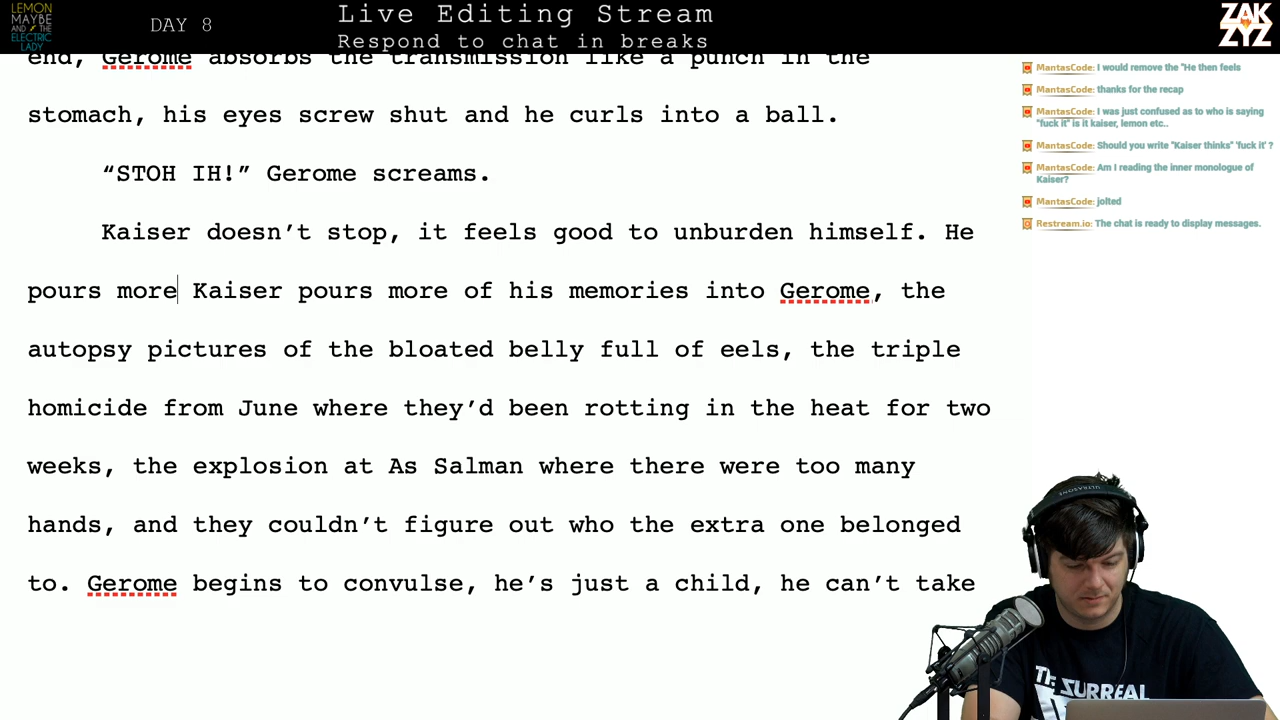 LEMON
MAYBE
AND THE
ELECTRIC
LADY
DAY 8
Live Editing Stream
Respond to chat in breaks
ZAK
ZYZ
end, Gerome absorbs the transmission like a punch in the
stomach, his eyes screw shut and he curls into a ball.
“STOH IH!” Gerome screams.
Kaiser doesn’t stop, it feels good to unburden himself. He
pours more Kaiser pours more of his memories into Gerome, the
autopsy pictures of the bloated belly full of eels, the triple
homicide from June where they’d been rotting in the heat for two
weeks, the explosion at As Salman where there were too many
hands, and they couldn’t figure out who the extra one belonged
to. Gerome begins to convulse, he’s just a child, he can’t take
MantasCode: I would remove the "He then feels
MantasCode: thanks for the recap
MantasCode: I was just confused as to who is saying
"fuck it" is it kaiser, lemon etc..
MantasCode: Should you write "Kaiser thinks" 'fuck it' ?
MantasCode: Am I reading the inner monologue of
Kaiser?
MantasCode: jolted
Restream.io: The chat is ready to display messages.
ULTRASONE
THE SURREAL